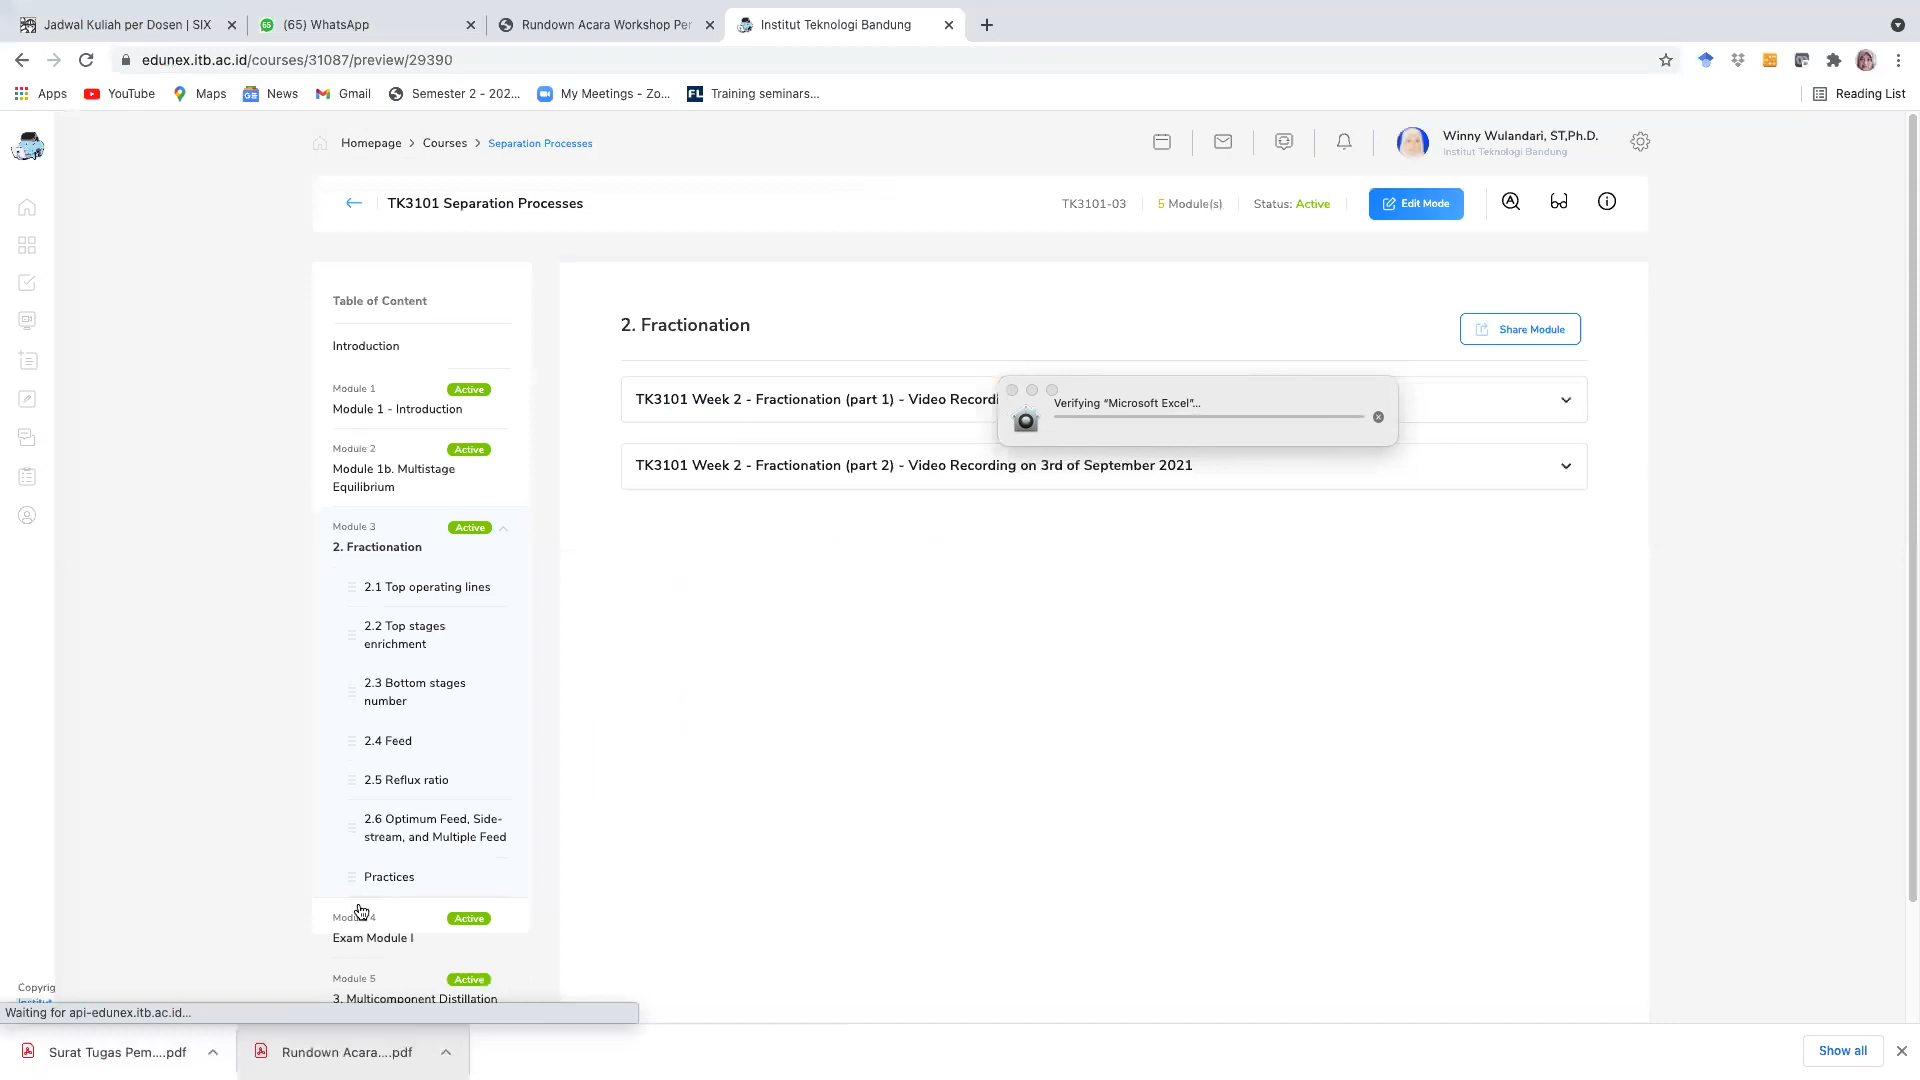 Jadwal Kuliah per Dosen | SIX
(65) WhatsApp
Rundown Acara Workshop Per
Institut Teknologi Bandung
edunex.itb.ac.id/courses/31087/preview/29390
Apps
YouTube
Maps
News
Gmail
Semester 2 - 202...
My Meetings - Zo...
FL
Training seminars...
Reading List
Homepage > Courses > Separation Processes
Winny Wulandari, ST,Ph.D.
Institut Teknologi Bandung
TK3101 Separation Processes
TK3101-03
5 Module(s)
Status: Active
Edit Mode
Table of Content
Introduction
Module 1
Active
Module 1 - Introduction
Module 2
Active
Module 1b. Multistage
Equilibrium
Module 3
Active
2. Fractionation
2.1 Top operating lines
2.2 Top stages
enrichment
2.3 Bottom stages
number
2.4 Feed
2.5 Reflux ratio
2.6 Optimum Feed, Side-
stream, and Multiple Feed
Practices
Module 4
Active
Exam Module I
Module 5
Active
3. Multicomponent Distillation
2. Fractionation
Share Module
TK3101 Week 2 - Fractionation (part 1) - Video Recordi
Verifying “Microsoft Excel”...
TK3101 Week 2 - Fractionation (part 2) - Video Recording on 3rd of September 2021
Copyrig
Institut
Waiting for api-edunex.itb.ac.id...
Surat Tugas Pem....pdf
Rundown Acara....pdf
Show all